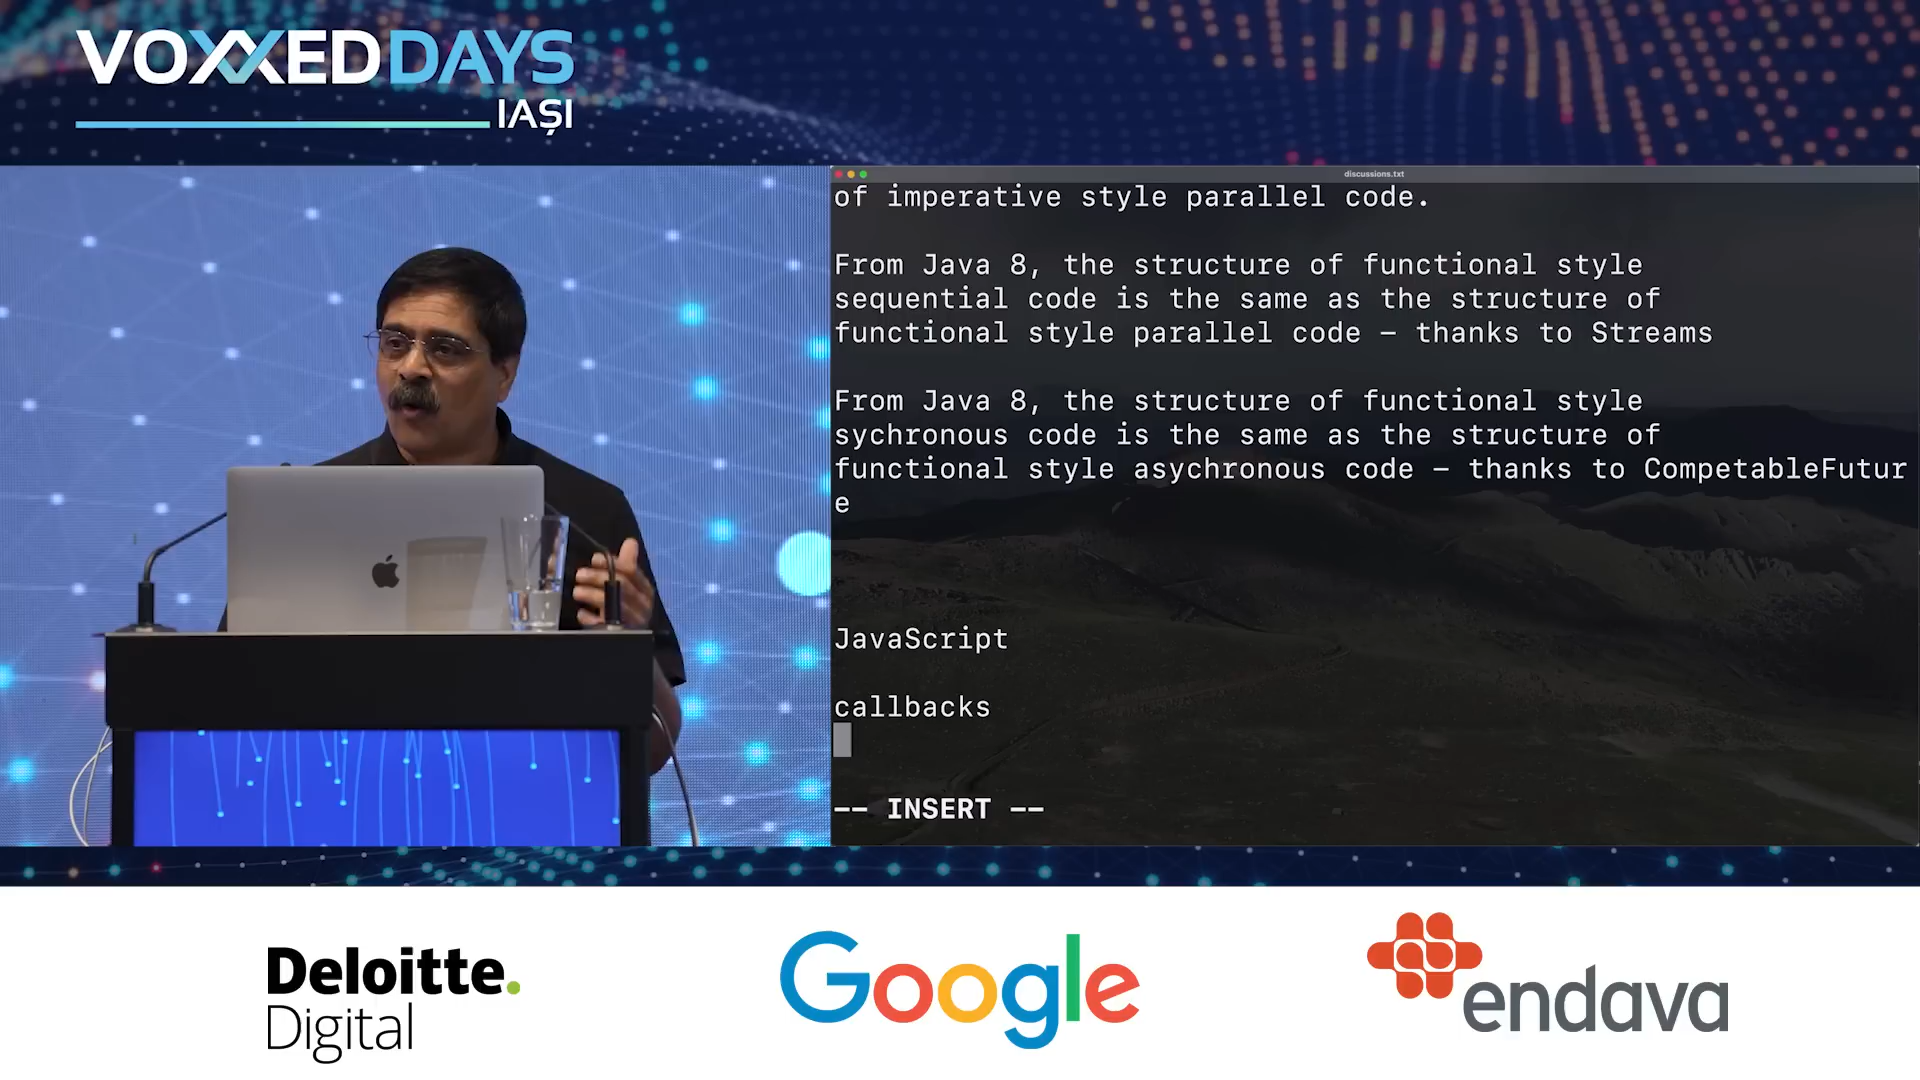 VOXXEDDAYS
IAȘI
discussions.txt
of imperative style parallel code.
From Java 8, the structure of functional style
sequential code is the same as the structure of
functional style parallel code – thanks to Streams
From Java 8, the structure of functional style
sychronous code is the same as the structure of
functional style asychronous code – thanks to CompetableFutur
e
JavaScript
callbacks
-- INSERT --
Deloitte.
Digital
Google
endava